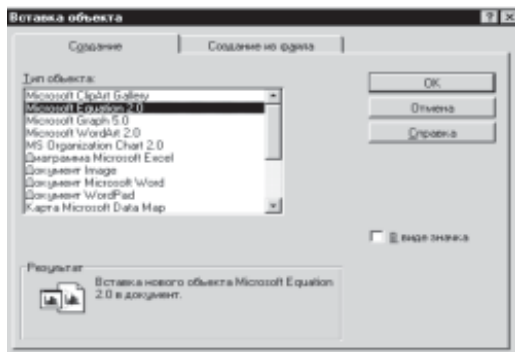 Вставка объекта
Создание
Создание из файла
Тип объекта:
Microsoft ClipArt Gallery
Microsoft Equation 2.0
Microsoft Graph 5.0
Microsoft WordArt 2.0
MS Organization Chart 2.0
Диаграмма Microsoft Excel
Документ Image
Документ Microsoft Word
Документ WordPad
Карта Microsoft Data Map
OK
Отмена
Справка
В виде значка
Результат
Вставка нового объекта Microsoft Equation
2.0 в документ.